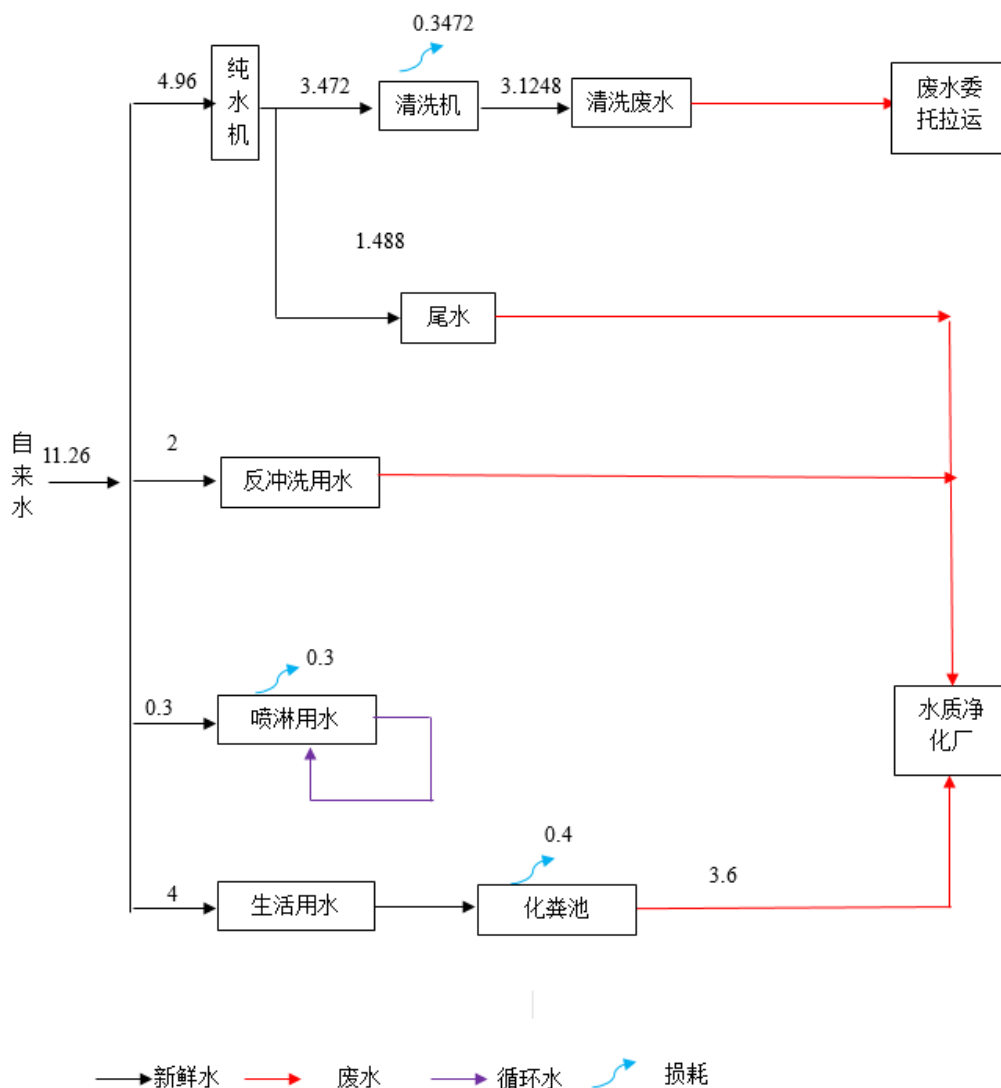 0.3472
4.96
纯
水
机
3.472
清洗机
3.1248
清洗废水
废水委
托拉运
1.488
尾水
自
来
水
11.26
2
反冲洗用水
0.3
0.3
喷淋用水
水质净
化厂
0.4
4
生活用水
化粪池
3.6
新鲜水
废水
循环水
损耗